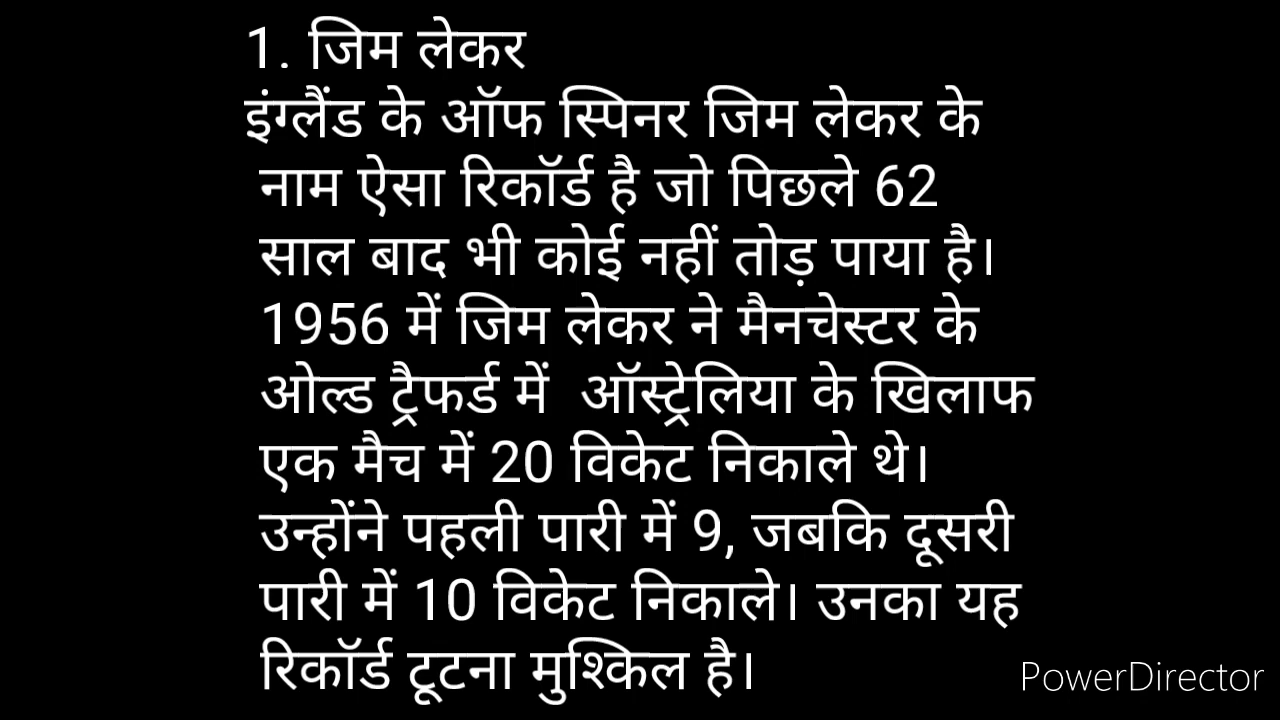 1. जिम लेकर
इंग्लैंड के ऑफ स्पिनर जिम लेकर के
नाम ऐसा रिकॉर्ड है जो पिछले 62
साल बाद भी कोई नहीं तोड़ पाया है।
1956 में जिम लेकर ने मैनचेस्टर के
ओल्ड ट्रैफर्ड में ऑस्ट्रेलिया के खिलाफ
एक मैच में 20 विकेट निकाले थे।
उन्होंने पहली पारी में 9, जबकि दूसरी
पारी में 10 विकेट निकाले। उनका यह
रिकॉर्ड टूटना मुश्किल है।
PowerDirector